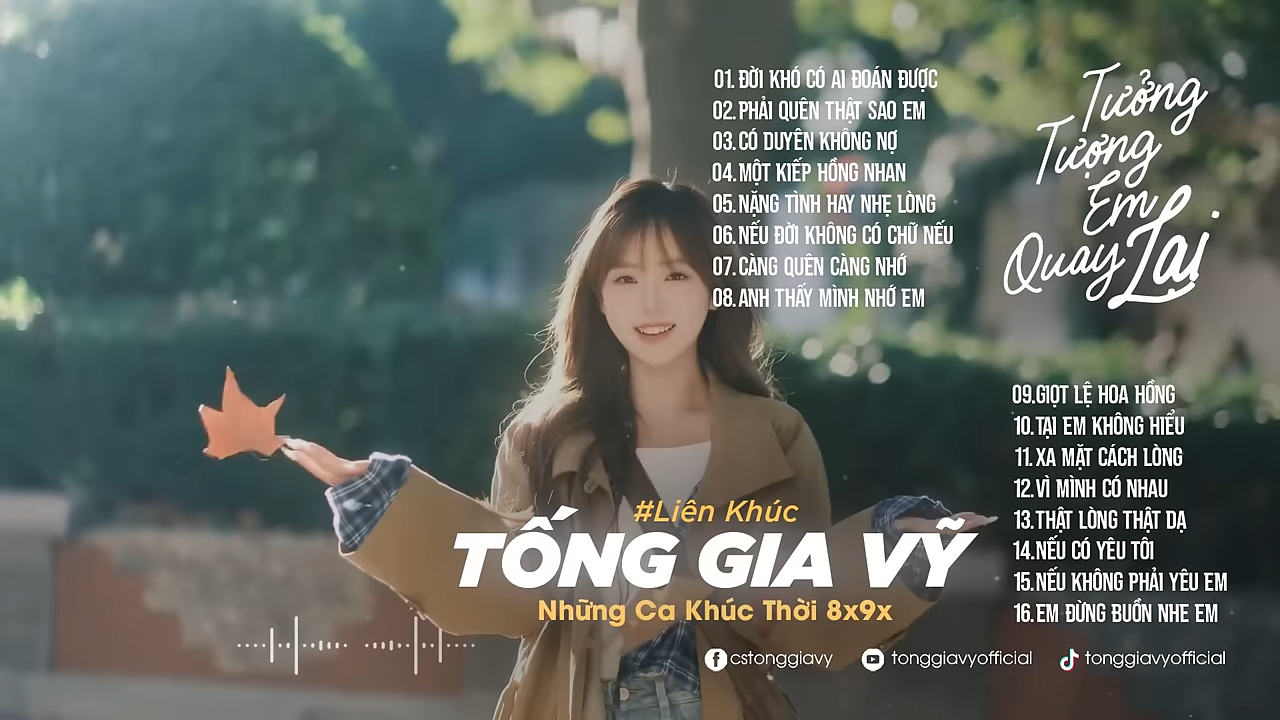 01. ĐỜI KHÓ CÓ AI ĐOÁN ĐƯỢC
02. PHẢI QUÊN THẬT SAO EM
03. CÓ DUYÊN KHÔNG NỢ
04. MỘT KIẾP HỒNG NHAN
05. NẶNG TÌNH HAY NHẸ LÒNG
06. NẾU ĐỜI KHÔNG CÓ CHỮ NẾU
07. CÀNG QUÊN CÀNG NHỚ
08. ANH THẤY MÌNH NHỚ EM
Tưởng
Tượng
Em
Quay Lại
09. GIỌT LỆ HOA HỒNG
10. TẠI EM KHÔNG HIỂU
11. XA MẶT CÁCH LÒNG
12. VÌ MÌNH CÓ NHAU
13. THẬT LÒNG THẬT DẠ
14. NẾU CÓ YÊU TÔI
15. NẾU KHÔNG PHẢI YÊU EM
16. EM ĐỪNG BUỒN NHE EM
#Liên Khúc
TỐNG GIA VỸ
Những Ca Khúc Thời 8x9x
cstonggiavy tonggiavyofficial tonggiavyofficial